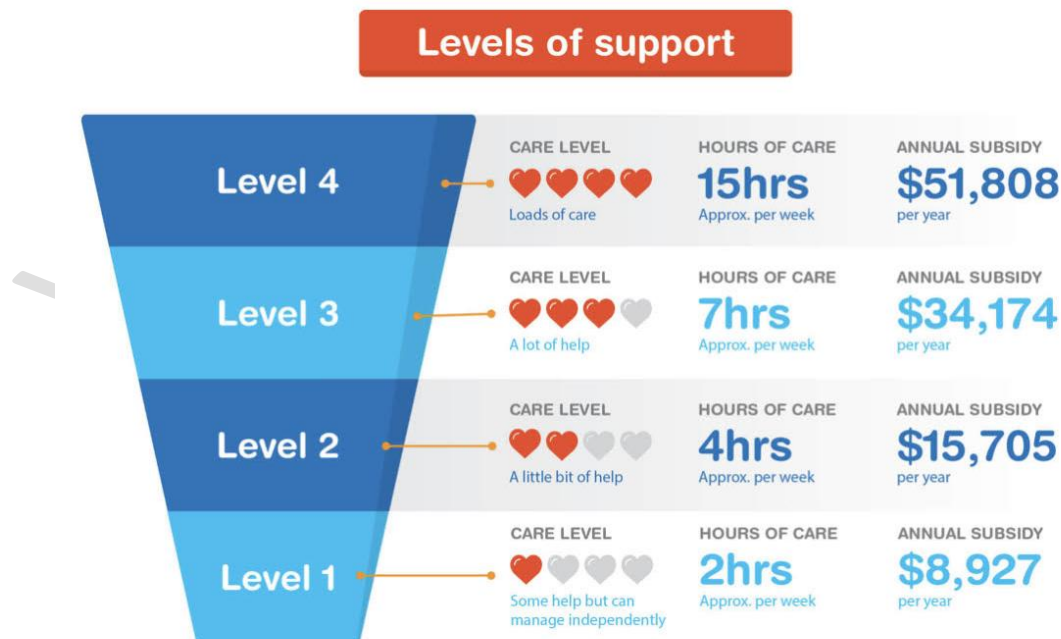 Levels of support
Level 4
CARE LEVEL
Loads of care
HOURS OF CARE
15hrs
Approx. per week
ANNUAL SUBSIDY
$51,808
per year
Level 3
CARE LEVEL
A lot of help
HOURS OF CARE
7hrs
Approx. per week
ANNUAL SUBSIDY
$34,174
per year
Level 2
CARE LEVEL
A little bit of help
HOURS OF CARE
4hrs
Approx. per week
ANNUAL SUBSIDY
$15,705
per year
Level 1
CARE LEVEL
Some help but can
manage independently
HOURS OF CARE
2hrs
Approx. per week
ANNUAL SUBSIDY
$8,927
per year